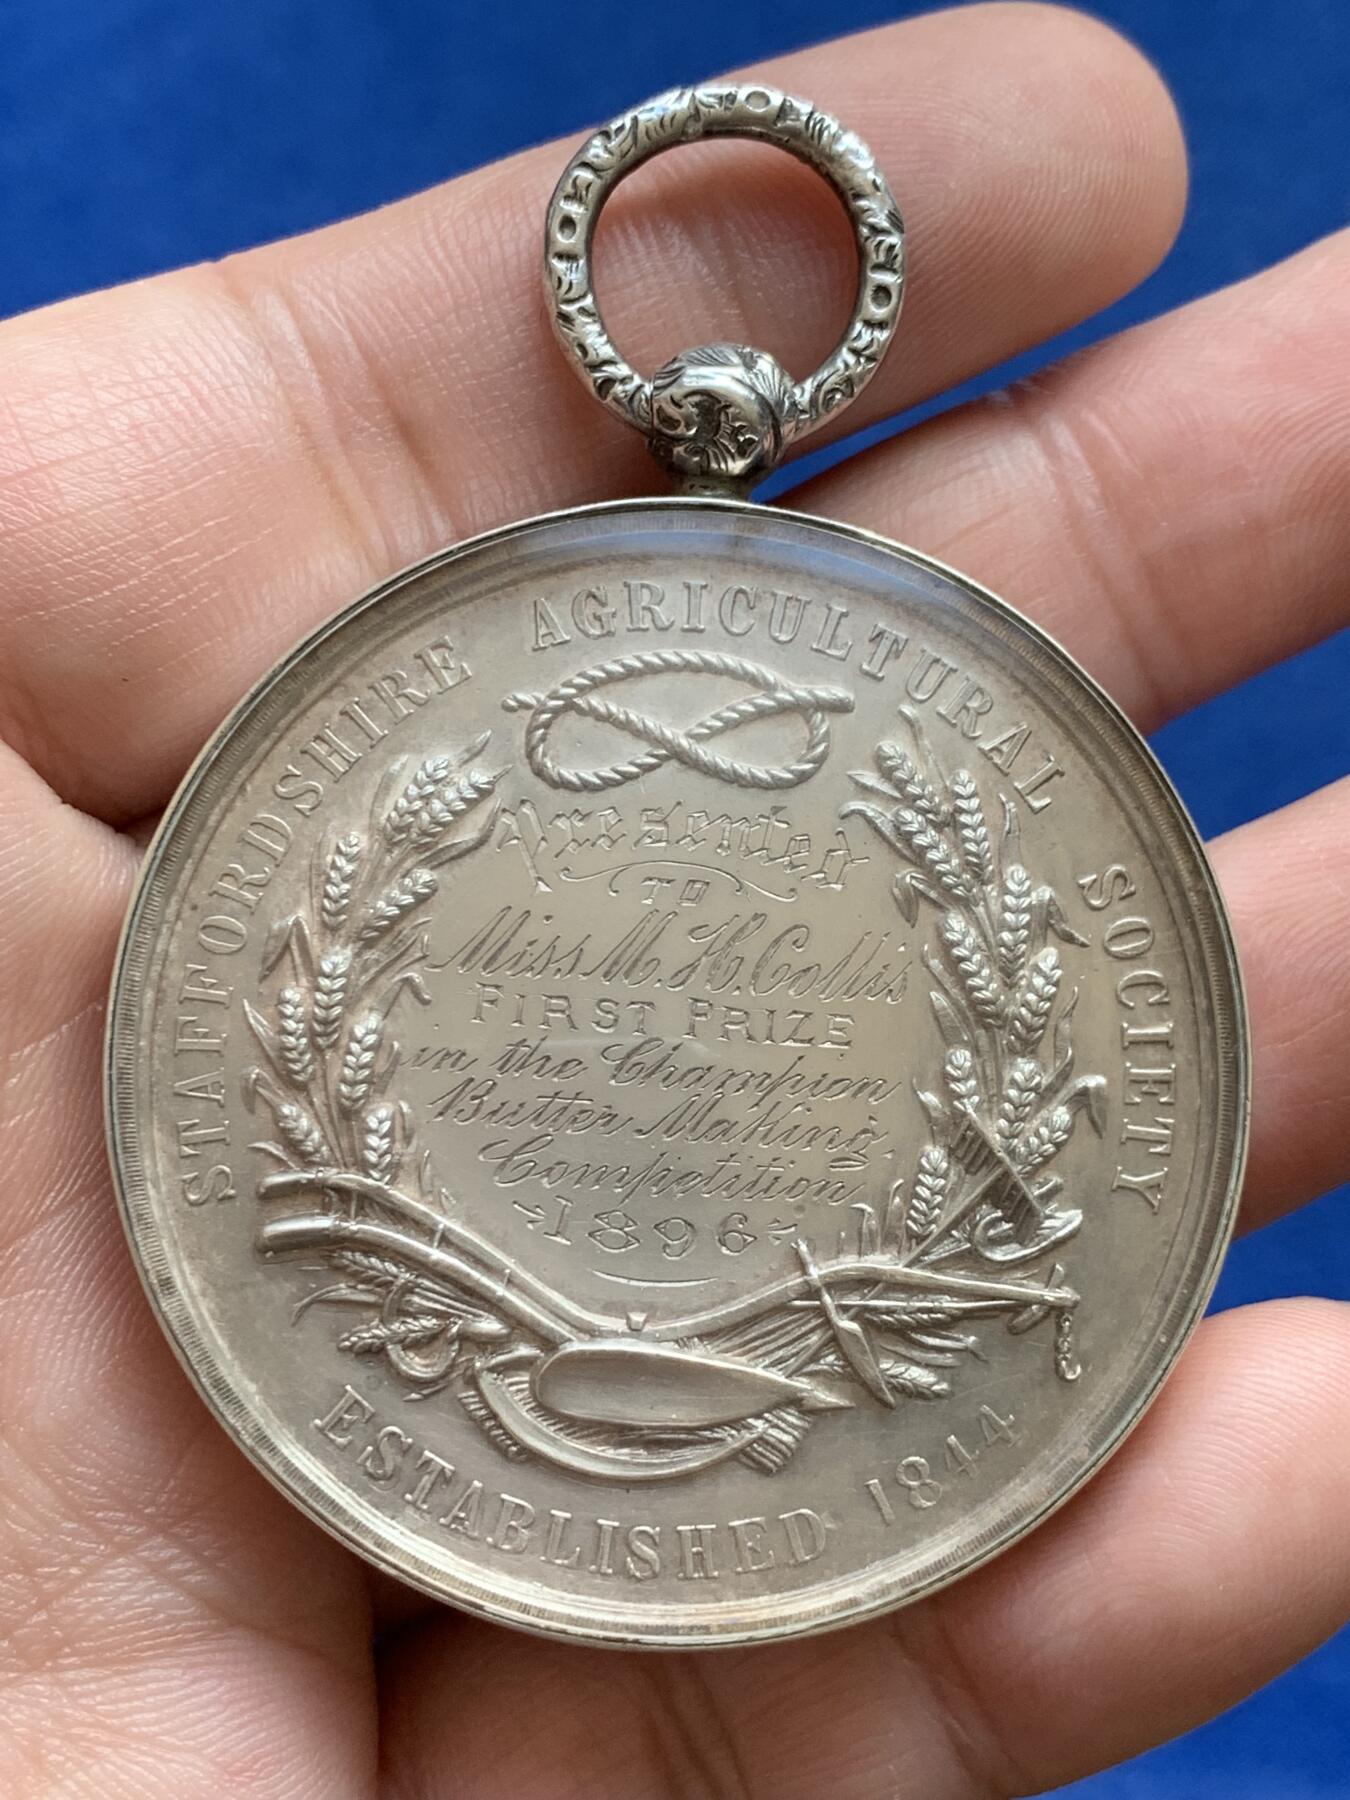 STAFFORDSHIRE AGRICULTURAL SOCIETY
Presented
TO
Miss M. H. Collis
FIRST PRIZE
in the Champion
Butter Making
Competition
1896
ESTABLISHED 1844